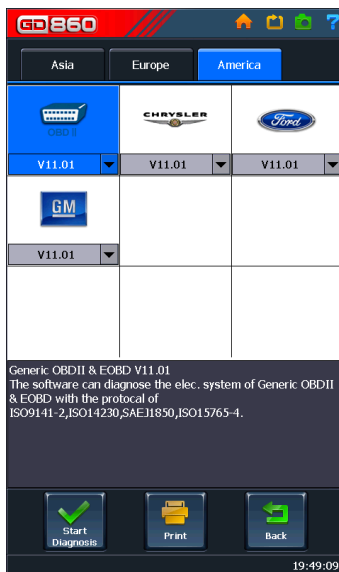 GD860
?
Asia Europe America
OBD II CHRYSLER Ford
V11.01 V11.01 V11.01
GM
V11.01
Generic OBDII & EOBD V11.01
The software can diagnose the elec. system of Generic OBDII
& EOBD with the protocal of
ISO9141-2,ISO14230,SAEJ1850,ISO15765-4.
Start
Diagnosis Print Back
19:49:09